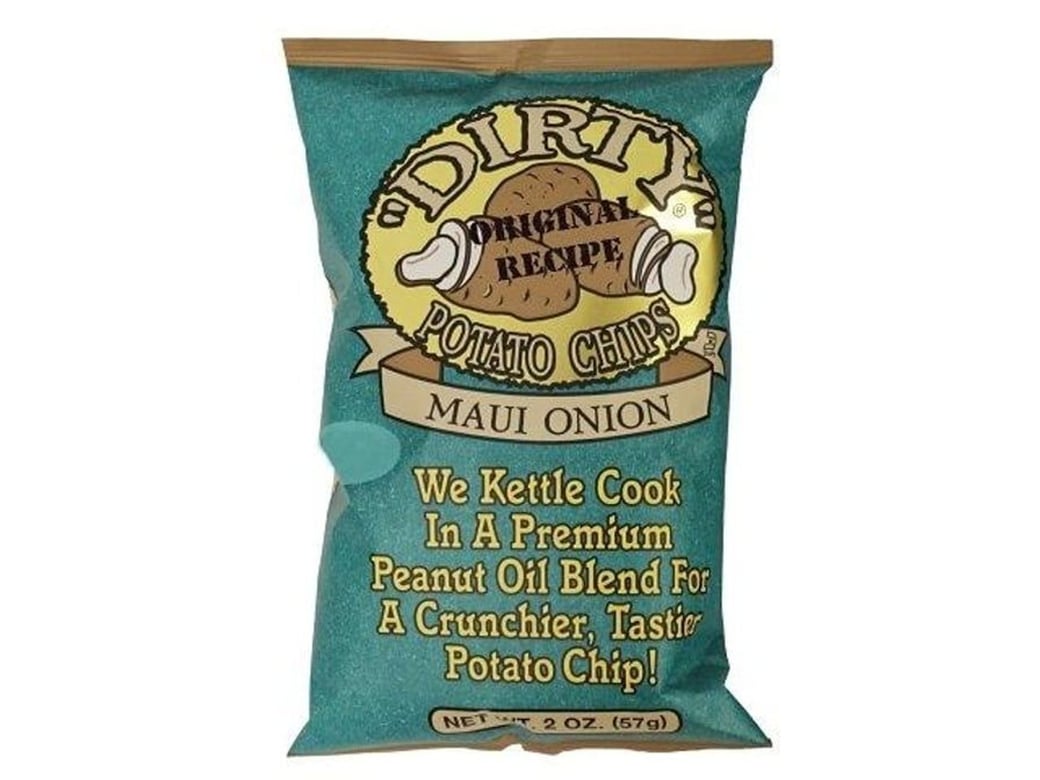 "DIRTY"®
ORIGINAL
RECIPE
POTATO CHIPS
MAUI ONION
We Kettle Cook
In A Premium
Peanut Oil Blend For
A Crunchier, Tastier
Potato Chip!
NET WT. 2 OZ. (57g)